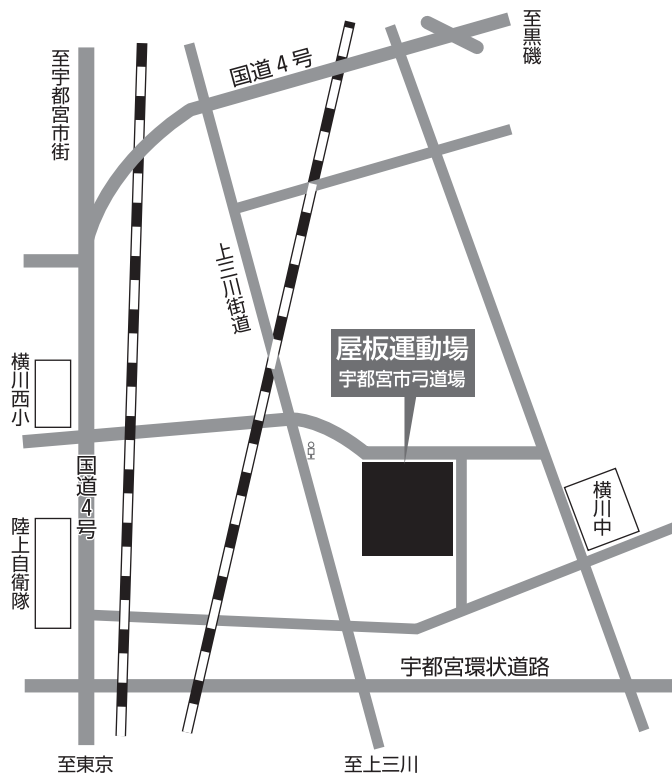 至黒磯
国道4号
至宇都宮市街
上三川街道
屋板運動場
宇都宮市弓道場
横川西小
国道4号
横川中
陸上自衛隊
宇都宮環状道路
至東京
至上三川